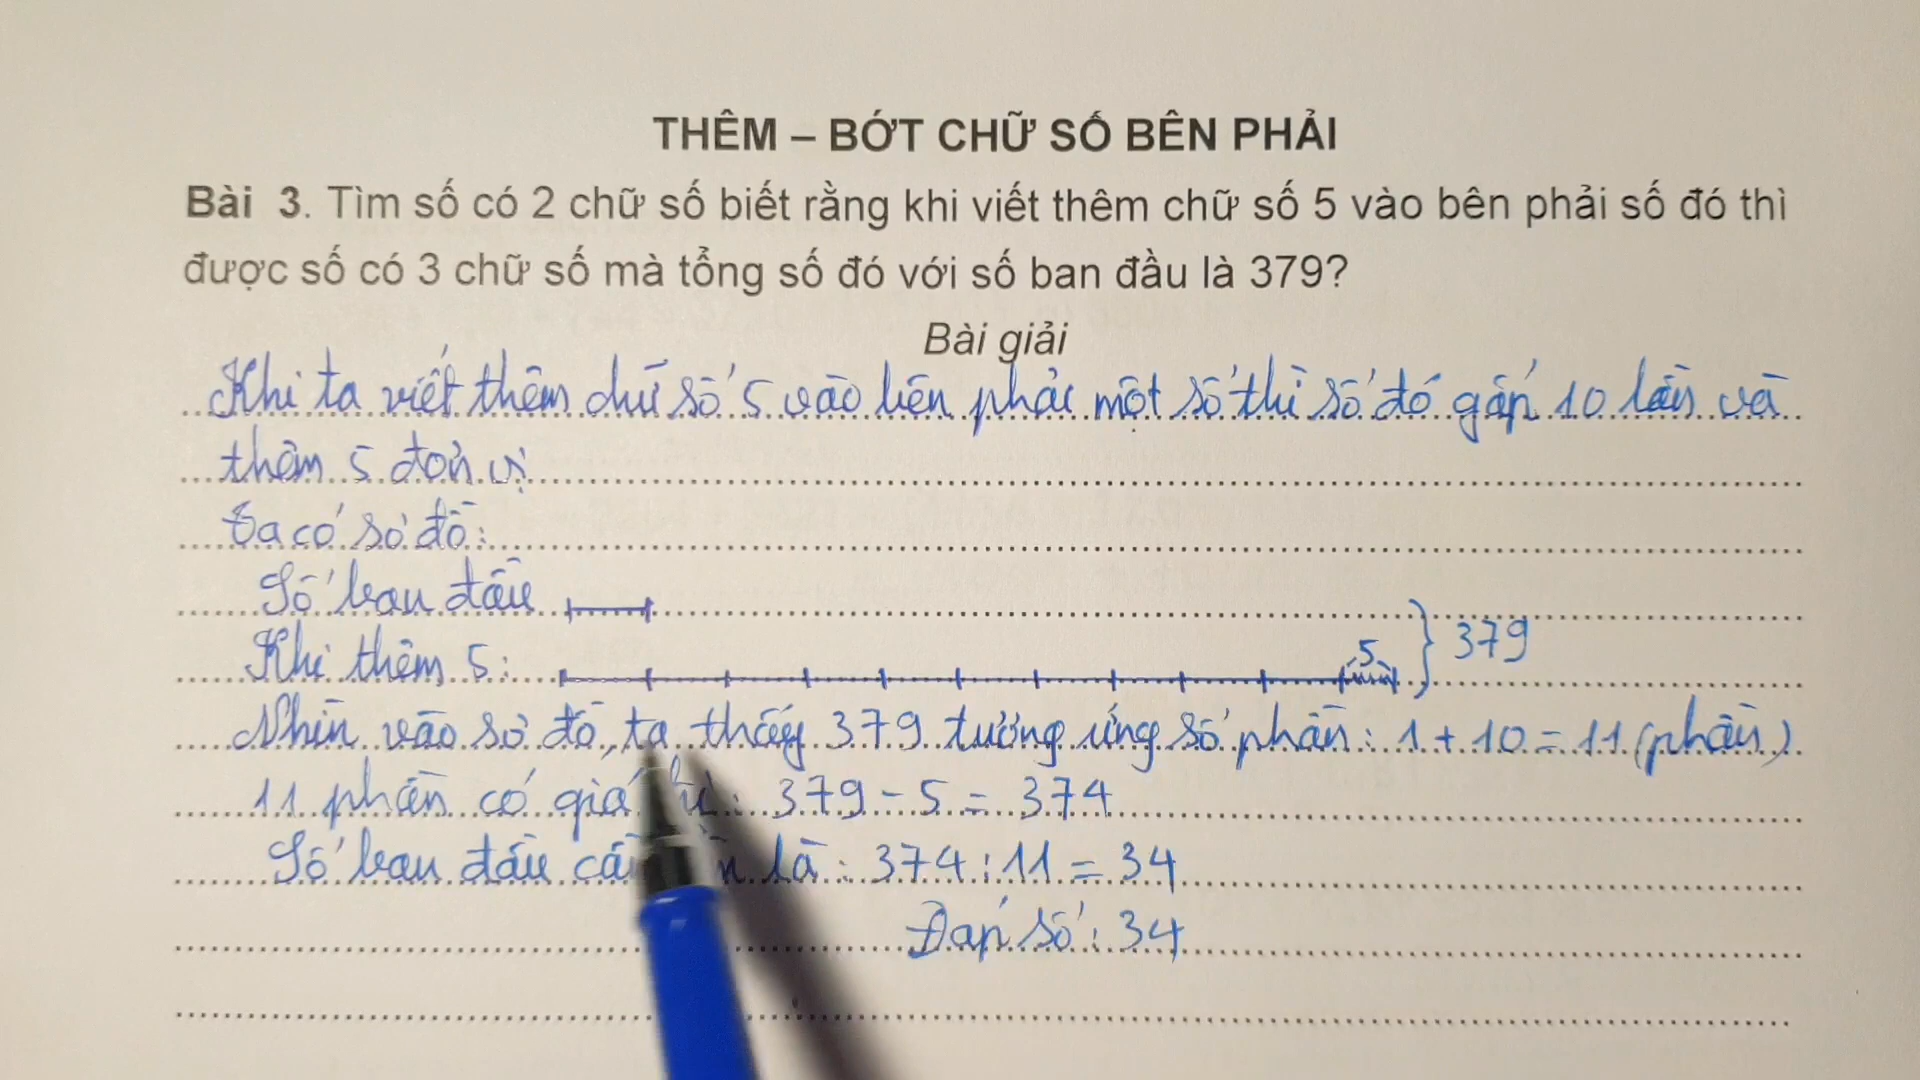 THÊM – BỚT CHỮ SỐ BÊN PHẢI
Bài 3. Tìm số có 2 chữ số biết rằng khi viết thêm chữ số 5 vào bên phải số đó thì
được số có 3 chữ số mà tổng số đó với số ban đầu là 379?
Bài giải
Khi ta viết thêm chữ số 5 vào bên phải một số thì số đó gấp 10 lần và
thêm 5 đơn vị
Ta có sơ đồ:
Số ban đầu
5
Khi thêm 5:
379
Nhìn vào sơ đồ, ta thấy 379 tương ứng số phần: 1 + 10 = 11 (phần)
11 phần có giá : 379 - 5 = 374
Số ban đầu là : 374 : 11 = 34
Đáp số : 34